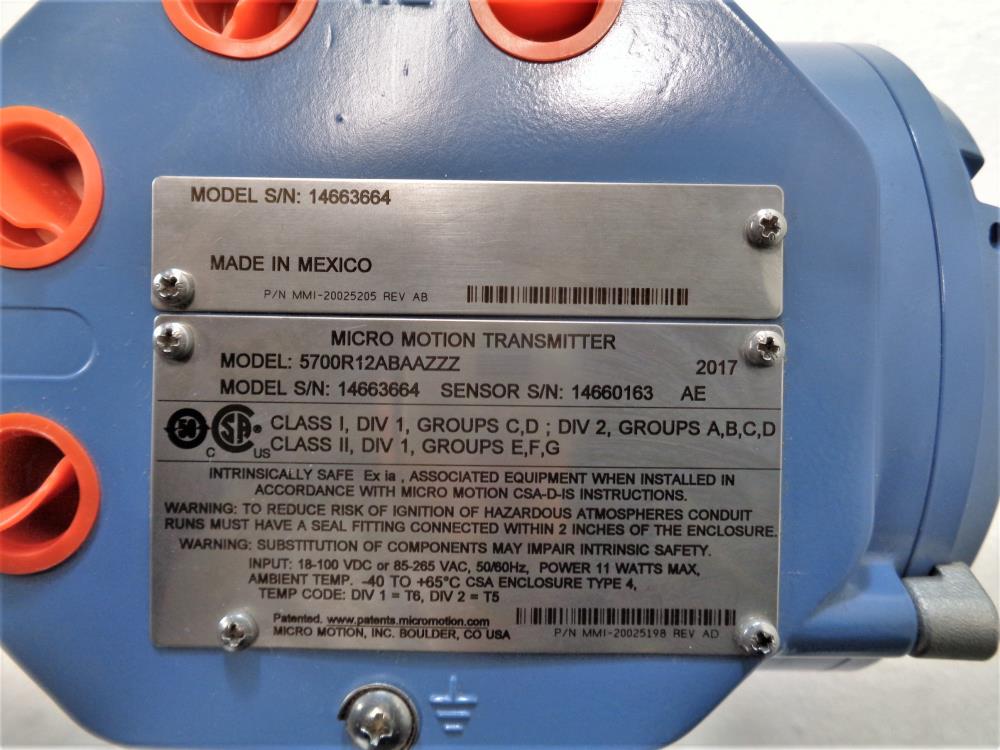 MODEL S/N: 14663664
MADE IN MEXICO
P/N MMI-20025205 REV AB
MICRO MOTION TRANSMITTER
MODEL: 5700R12ABAAZZZ 2017
MODEL S/N: 14663664 SENSOR S/N: 14660163 AE
C SA US CLASS I, DIV 1, GROUPS C,D ; DIV 2, GROUPS A,B,C,D
CLASS II, DIV 1, GROUPS E,F,G
INTRINSICALLY SAFE Ex ia , ASSOCIATED EQUIPMENT WHEN INSTALLED IN
ACCORDANCE WITH MICRO MOTION CSA-D-IS INSTRUCTIONS.
WARNING: TO REDUCE RISK OF IGNITION OF HAZARDOUS ATMOSPHERES CONDUIT
RUNS MUST HAVE A SEAL FITTING CONNECTED WITHIN 2 INCHES OF THE ENCLOSURE.
WARNING: SUBSTITUTION OF COMPONENTS MAY IMPAIR INTRINSIC SAFETY.
INPUT: 18-100 VDC or 85-265 VAC, 50/60Hz, POWER 11 WATTS MAX,
AMBIENT TEMP. -40 TO +65°C CSA ENCLOSURE TYPE 4,
TEMP CODE: DIV 1 = T6, DIV 2 = T5
Patented. www.patents.micromotion.com
MICRO MOTION, INC. BOULDER, CO USA
P/N MMI-20025198 REV AD